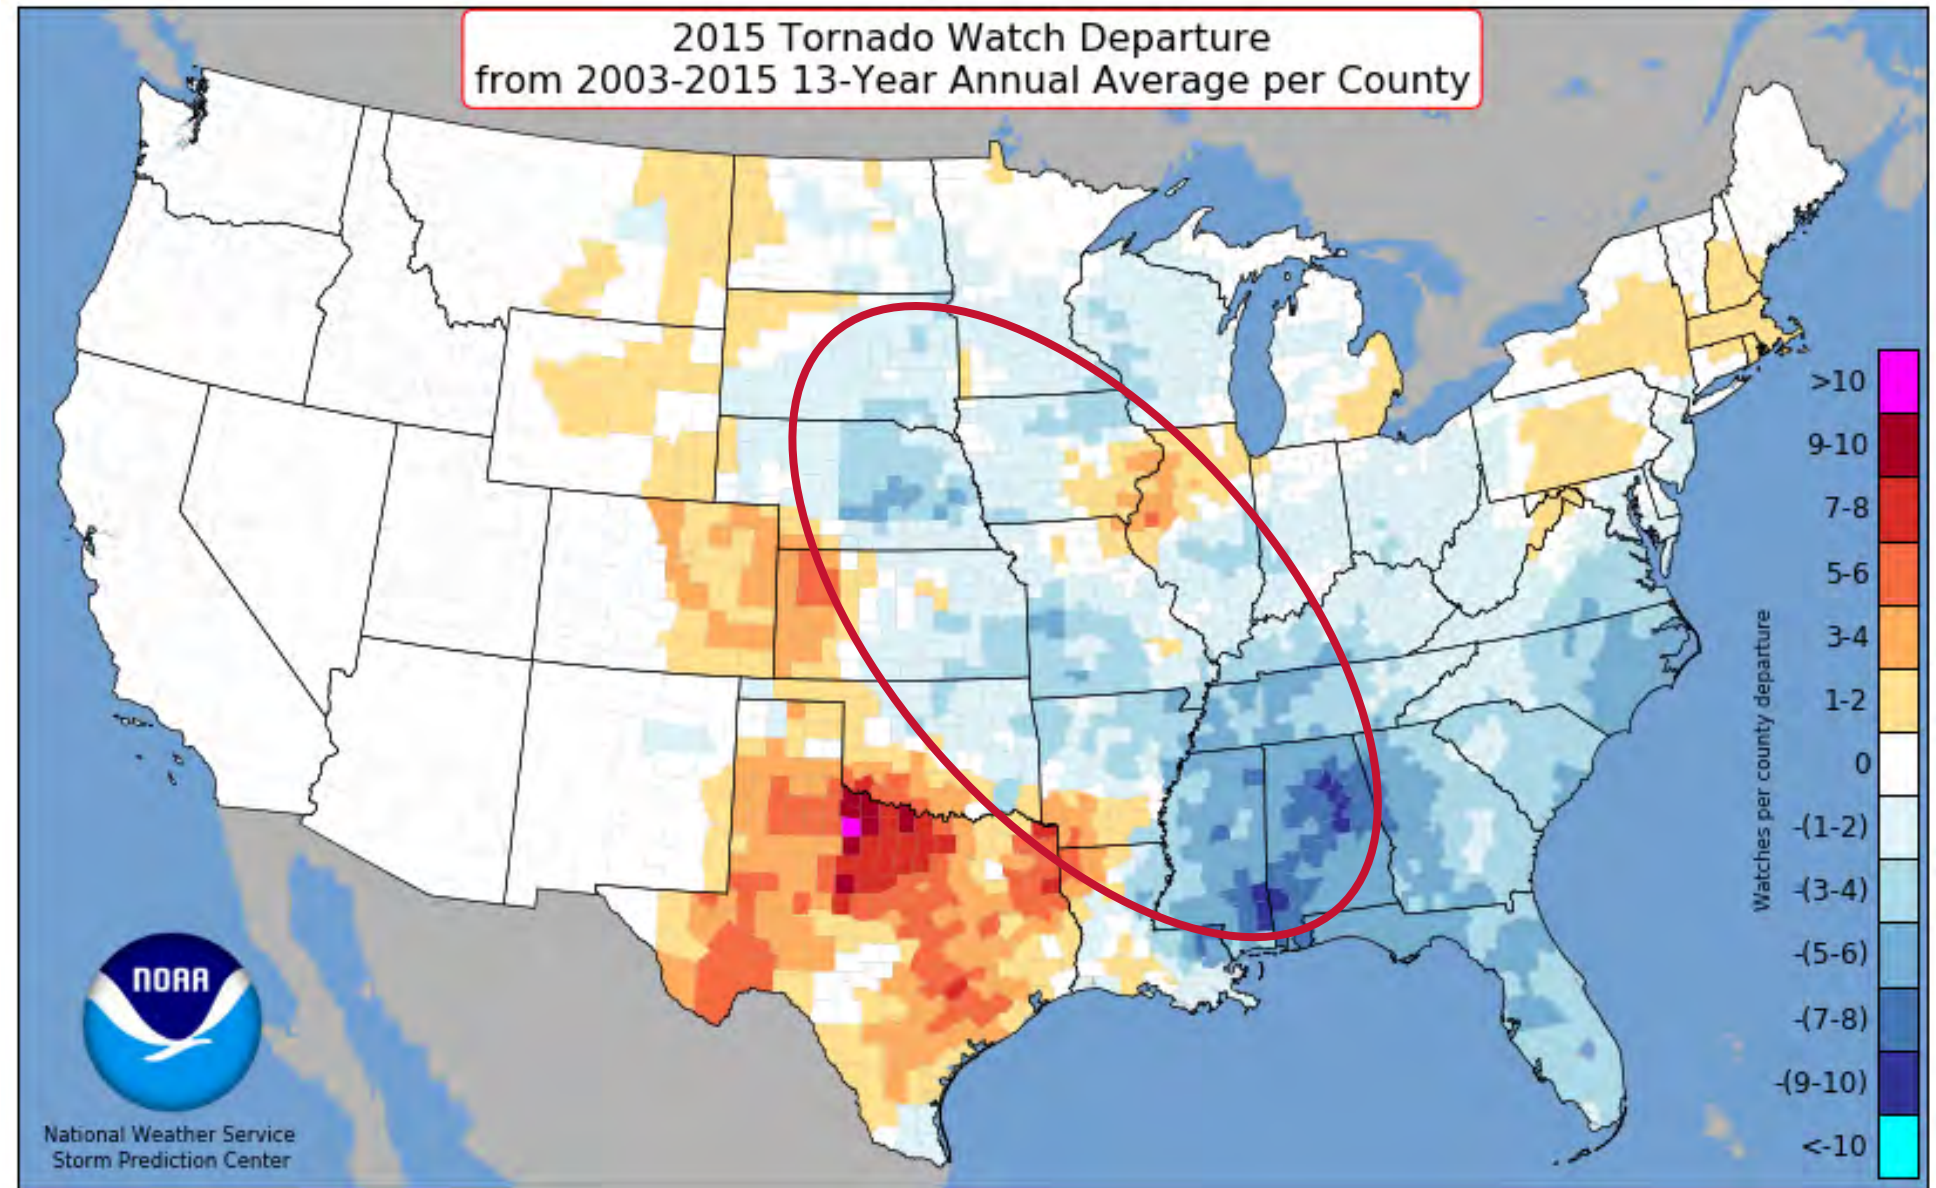 2015 Tornado Watch Departure
from 2003-2015 13-Year Annual Average per County
>10
9-10
7-8
5-6
3-4
1-2
0
-(1-2)
-(3-4)
-(5-6)
-(7-8)
-(9-10)
<-10
Watches per county departure
NOAA
National Weather Service
Storm Prediction Center